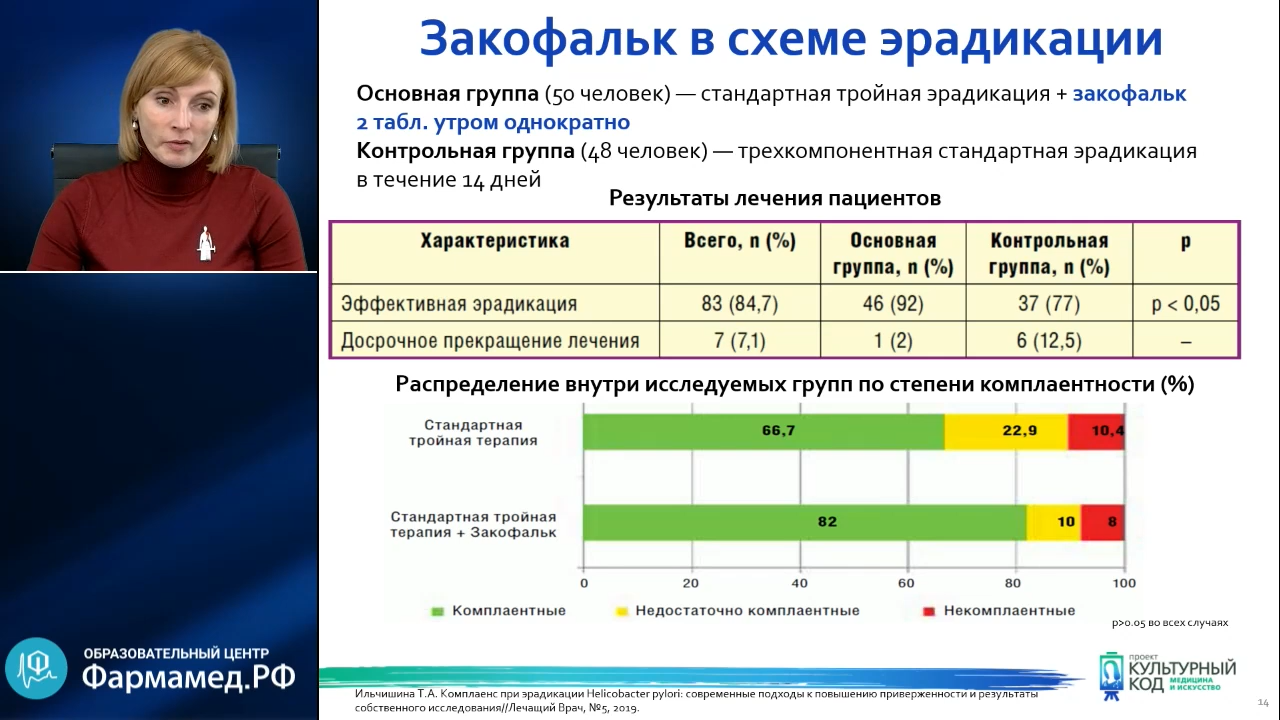 Закофальк в схеме эрадикации
Основная группа (50 человек) — стандартная тройная эрадикация + закофальк
2 табл. утром однократно
Контрольная группа (48 человек) — трехкомпонентная стандартная эрадикация
в течение 14 дней
Результаты лечения пациентов
Характеристика Всего, n (%) Основная группа, n (%) Контрольная группа, n (%) p
Эффективная эрадикация 83 (84,7) 46 (92) 37 (77) p < 0,05
Досрочное прекращение лечения 7 (7,1) 1 (2) 6 (12,5) –
Распределение внутри исследуемых групп по степени комплаентности (%)
Стандартная
тройная терапия
66,7 22,9 10,4
Стандартная тройная
терапия + Закофальк
82 10 8
0 20 40 60 80 100
Комплаентные Недостаточно комплаентные Некомплаентные
p>0.05 во всех случаях
ОБРАЗОВАТЕЛЬНЫЙ ЦЕНТР
Фармамед.РФ
проект
КУЛЬТУРНЫЙ
КОД МЕДИЦИНА
И ИСКУССТВО
Ильчишина Т.А. Комплаенс при эрадикации Helicobacter pylori: современные подходы к повышению приверженности и результаты
собственного исследования//Лечащий Врач, №5, 2019.
14